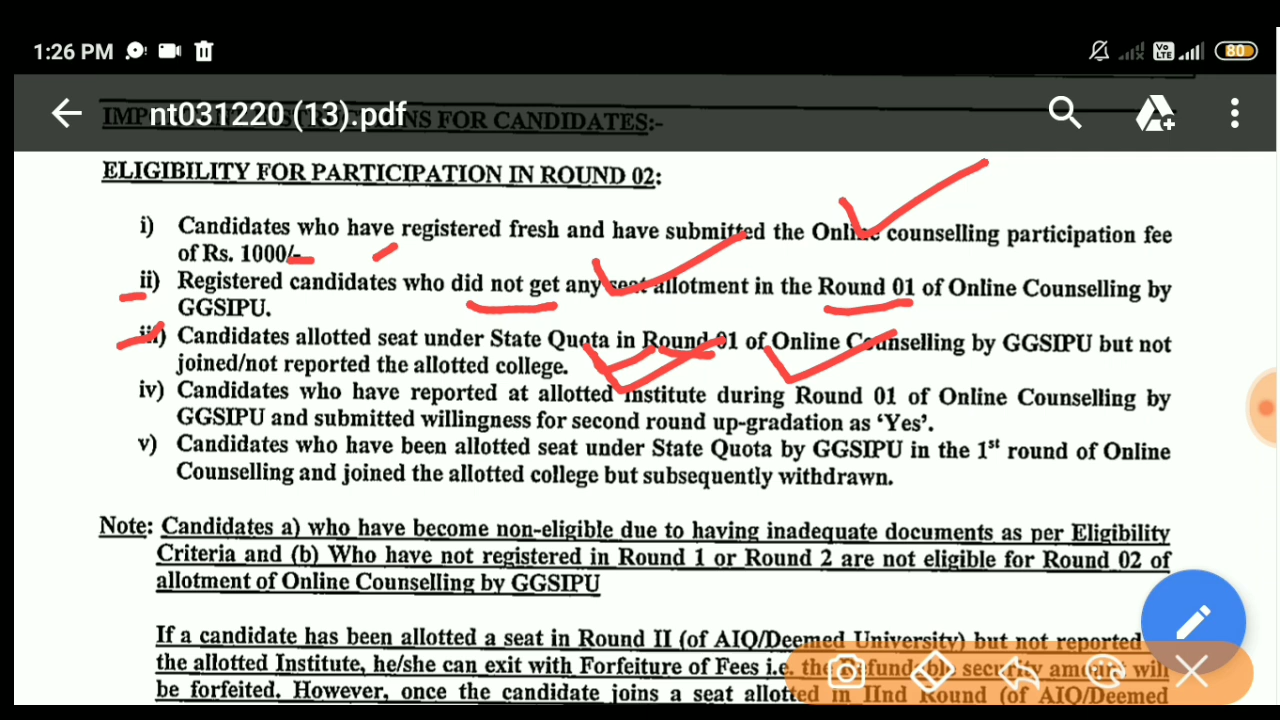 1:26 PM
Vo
LTE
80
nt031220 (13).pdf
FOR CANDIDATES:-
ELIGIBILITY FOR PARTICIPATION IN ROUND 02:
i) Candidates who have registered fresh and have submitted the Online counselling participation fee
of Rs. 1000/-
ii) Registered candidates who did not get any seat allotment in the Round 01 of Online Counselling by
GGSIPU.
iii) Candidates allotted seat under State Quota in Round 01 of Online Counselling by GGSIPU but not
joined/not reported the allotted college.
iv) Candidates who have reported at allotted institute during Round 01 of Online Counselling by
GGSIPU and submitted willingness for second round up-gradation as ‘Yes’.
v) Candidates who have been allotted seat under State Quota by GGSIPU in the 1st round of Online
Counselling and joined the allotted college but subsequently withdrawn.
Note: Candidates a) who have become non-eligible due to having inadequate documents as per Eligibility
Criteria and (b) Who have not registered in Round 1 or Round 2 are not eligible for Round 02 of
allotment of Online Counselling by GGSIPU
If a candidate has been allotted a seat in Round II (of AIQ/Deemed University) but not reported
the allotted Institute, he/she can exit with Forfeiture of Fees i.e. the Refundable security amount will
be forfeited. However, once the candidate joins a seat allotted in IInd Round (of AIQ/Deemed